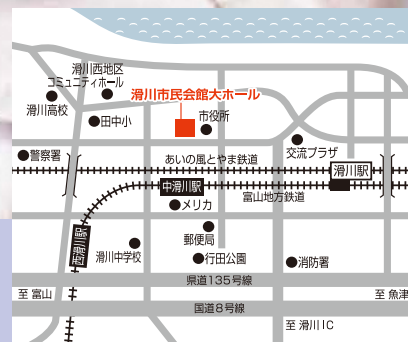 滑川西地区
コミュニティホール
滑川市民会館大ホール
滑川高校
田中小
市役所
警察署
あいの風とやま鉄道
交流プラザ
滑川駅
中滑川駅
富山地方鉄道
メリカ
西滑川駅
郵便局
滑川中学校
行田公園
消防署
県道135号線
至 富山
至 魚津
国道8号線
至 滑川IC